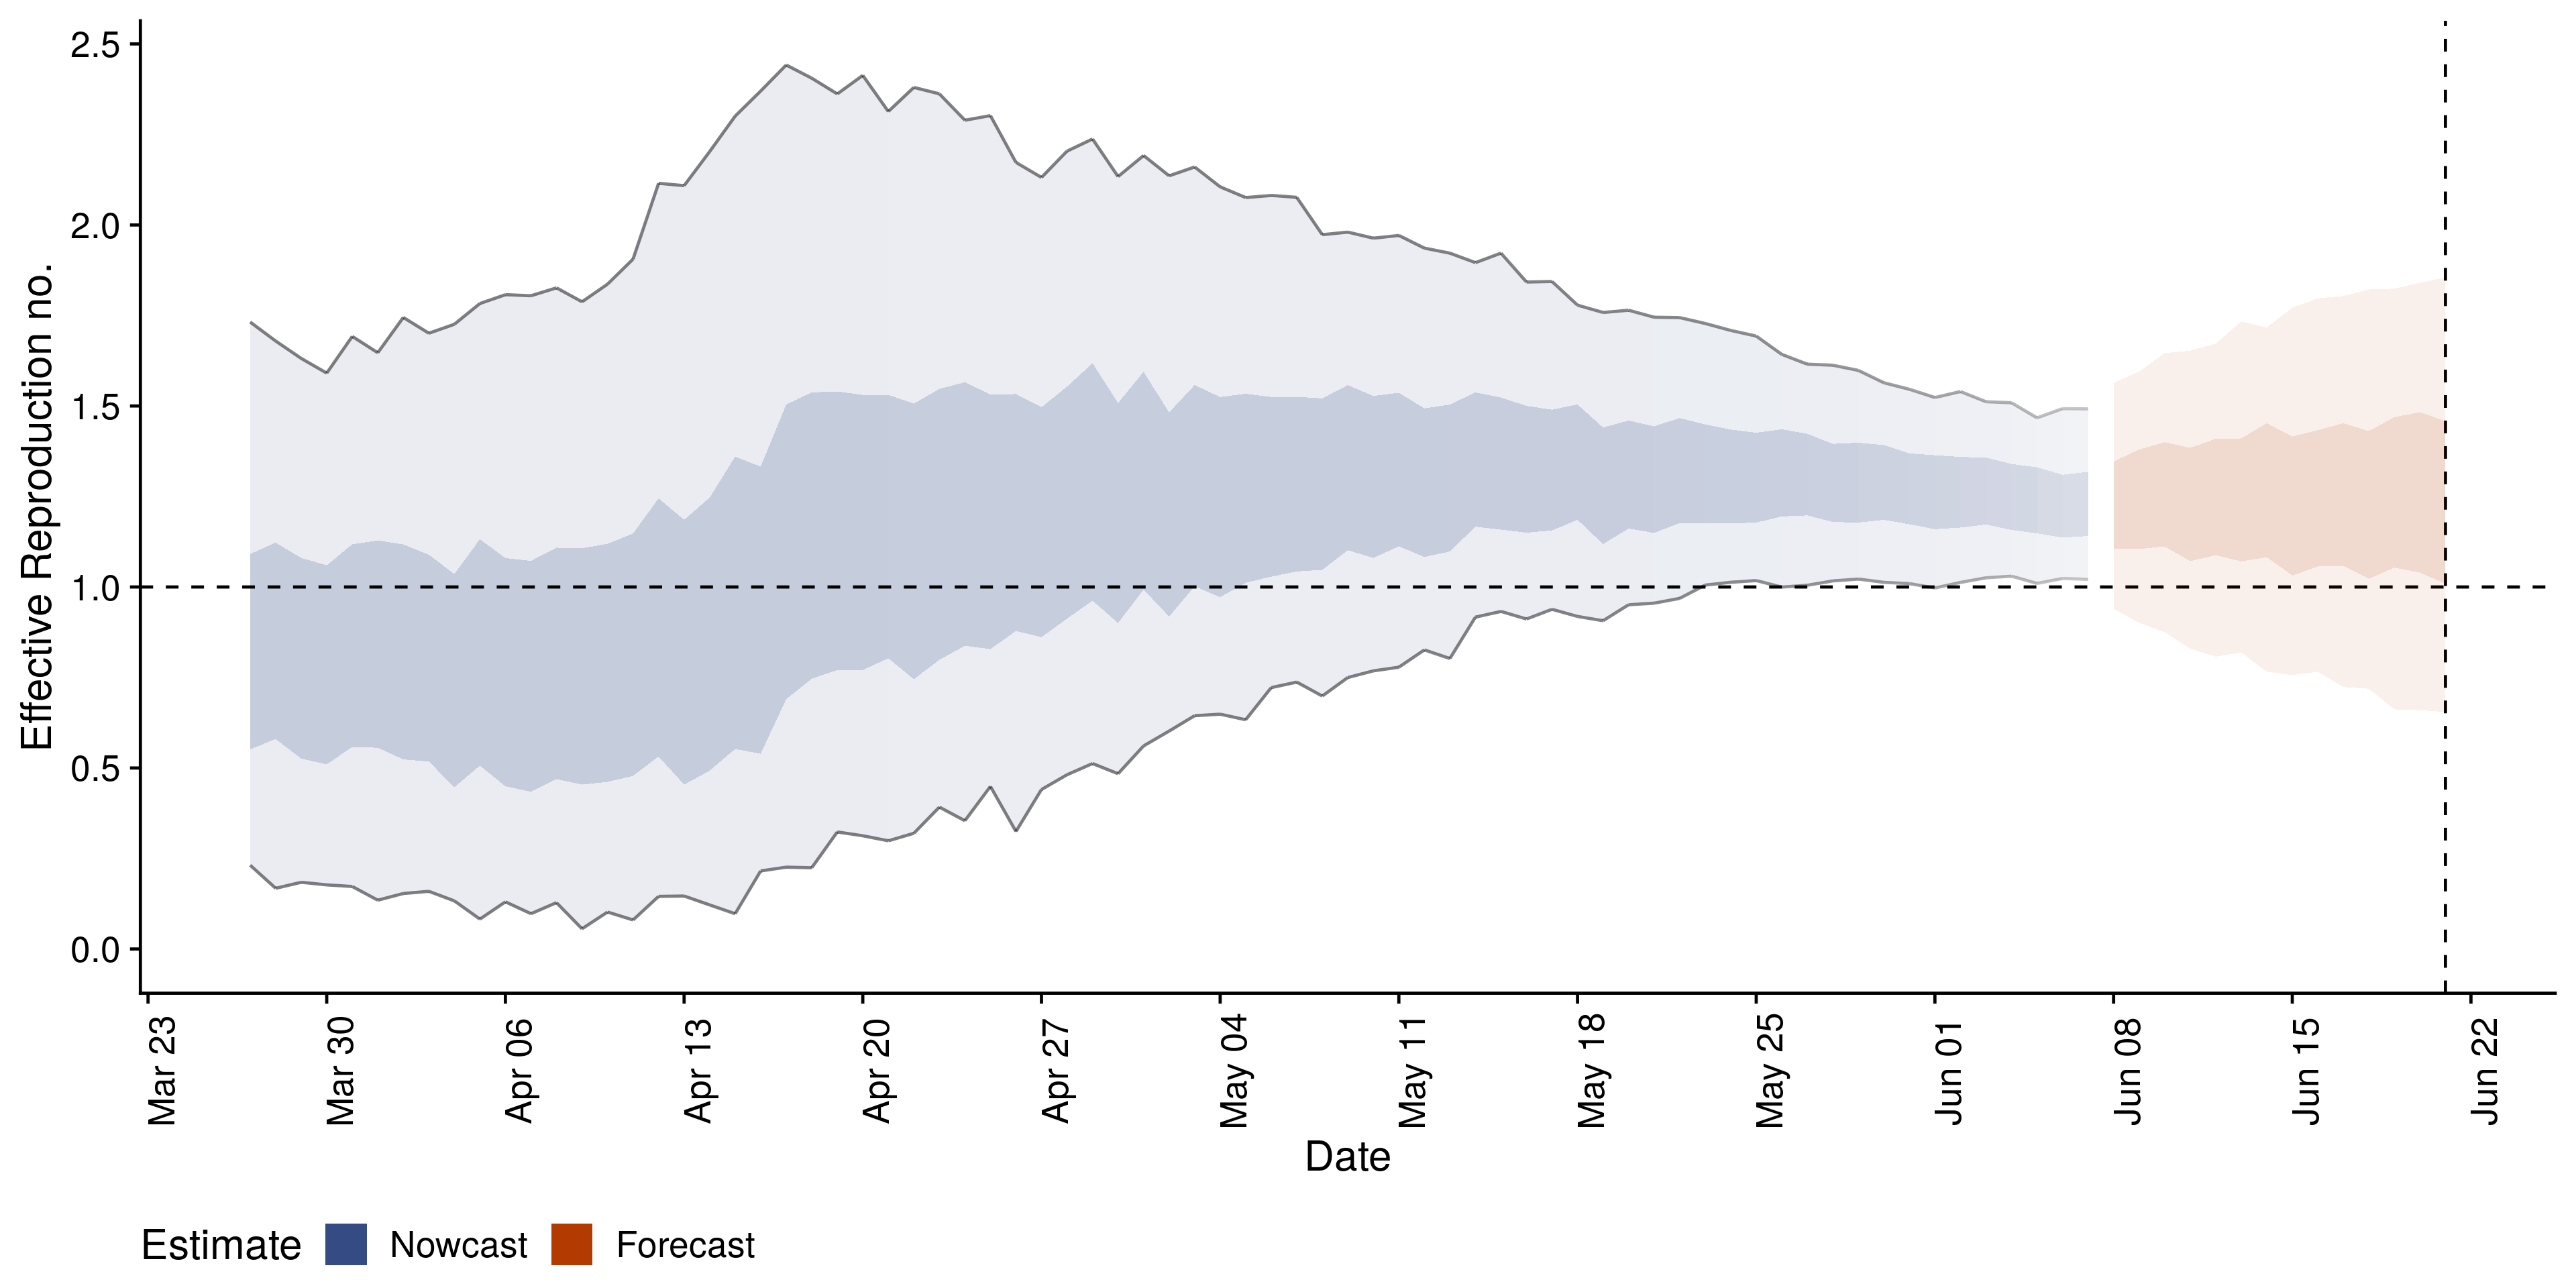 Effective Reproduction no.
2.5
2.0
1.5
1.0
0.5
0.0
Mar 23
Mar 30
Apr 06
Apr 13
Apr 20
Apr 27
May 04
May 11
May 18
May 25
Jun 01
Jun 08
Jun 15
Jun 22
Date
Estimate Nowcast Forecast